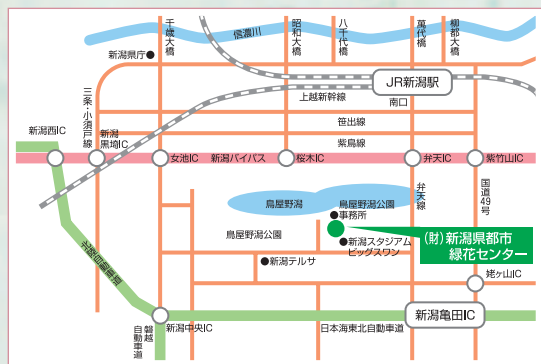 千歳大橋
信濃川
昭和大橋
八千代橋
萬代橋
柳都大橋
新潟県庁
JR新潟駅
上越新幹線
南口
三条・小須戸線
笹出線
紫鳥線
新潟西IC
新潟黒埼IC
女池IC
新潟バイパス
桜木IC
弁天IC
紫竹山IC
鳥屋野潟
鳥屋野潟公園
事務所
弁天線
国道49号
鳥屋野潟公園
新潟スタジアム
ビッグスワン
(財)新潟県都市
緑花センター
新潟テルサ
北陸自動車道
姥ヶ山IC
新潟亀田IC
新潟中央IC
日本海東北自動車道
磐越自動車道